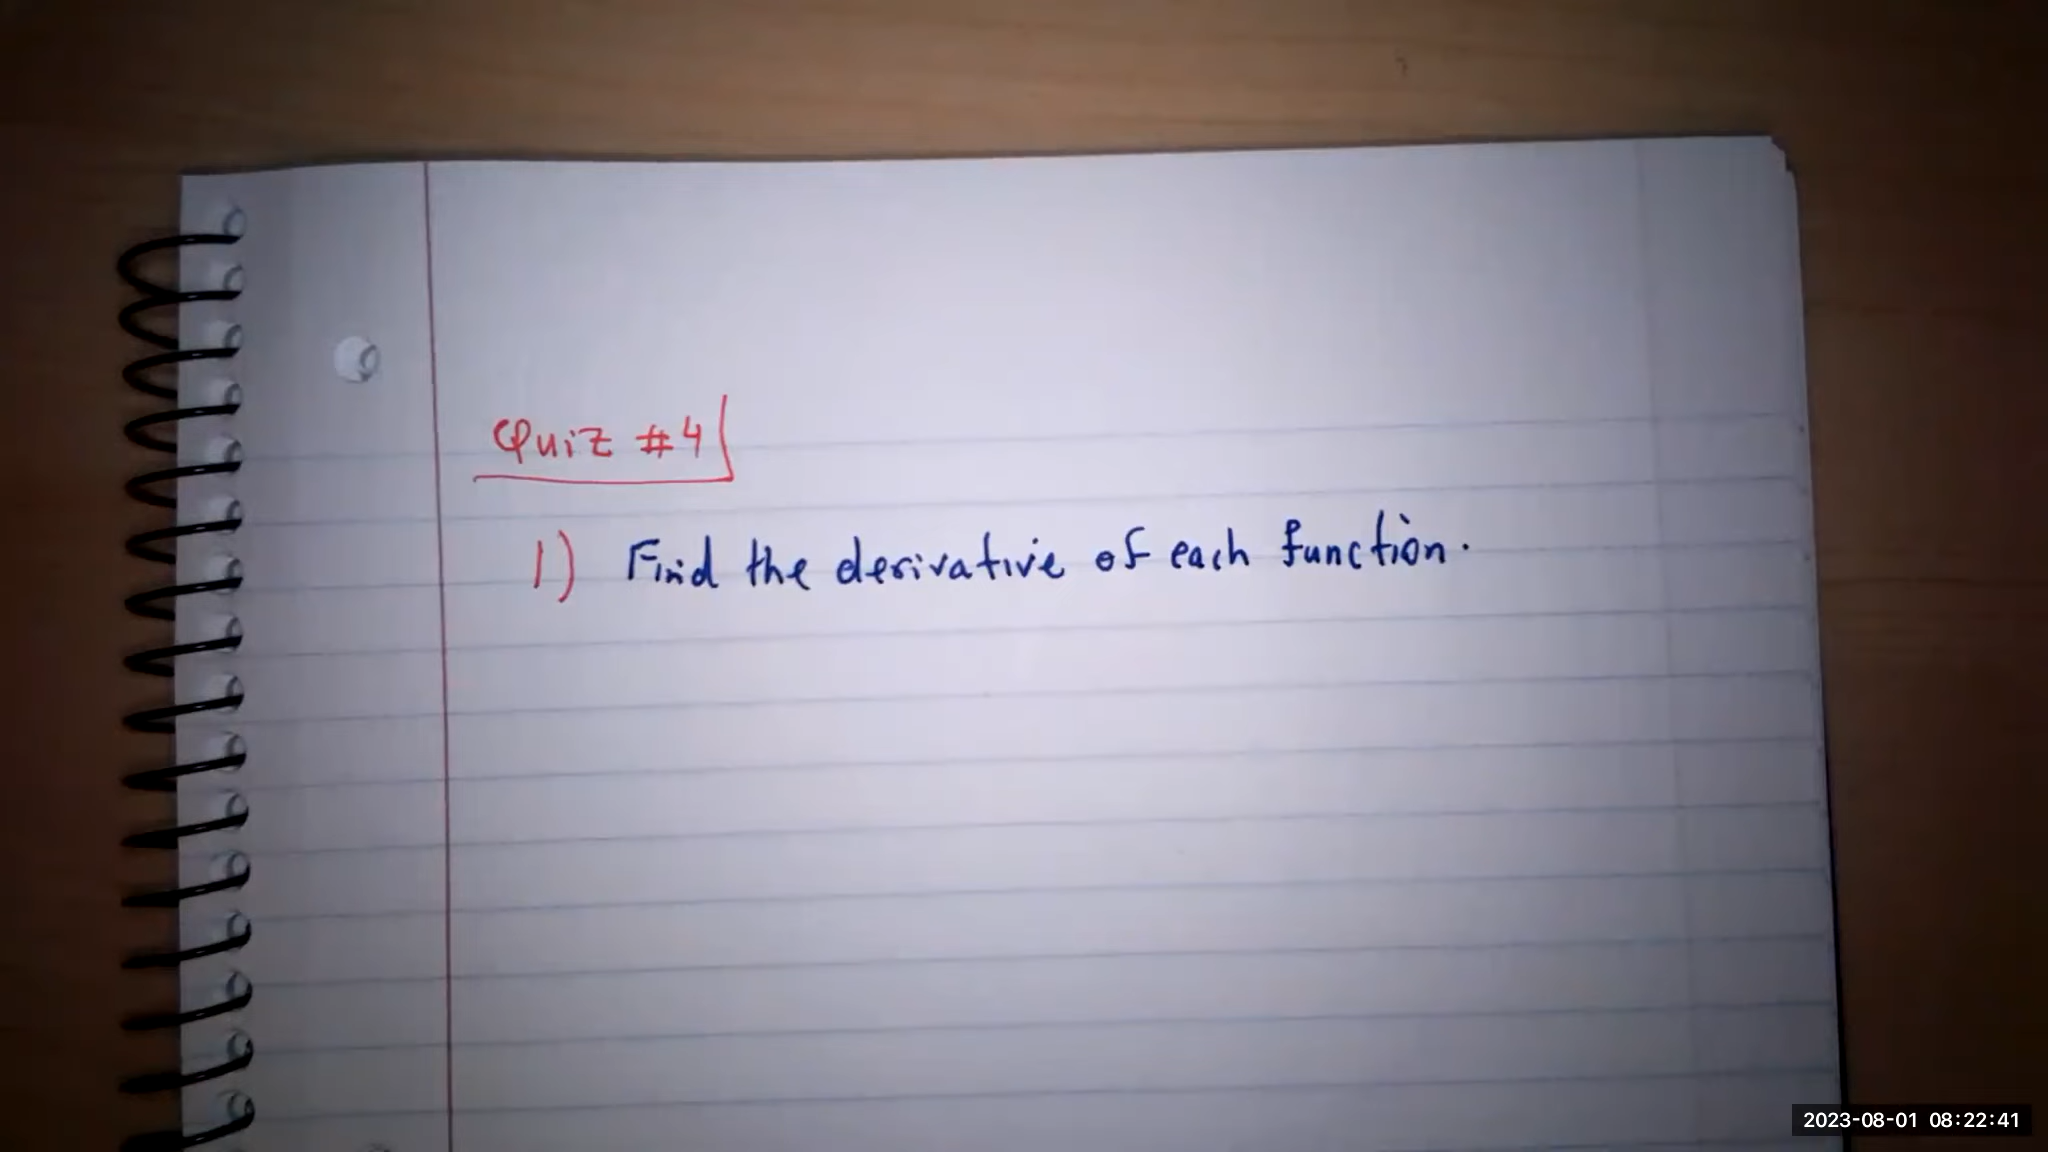 Quiz #4
1) Find the derivative of each function.
2023-08-01 08:22:41